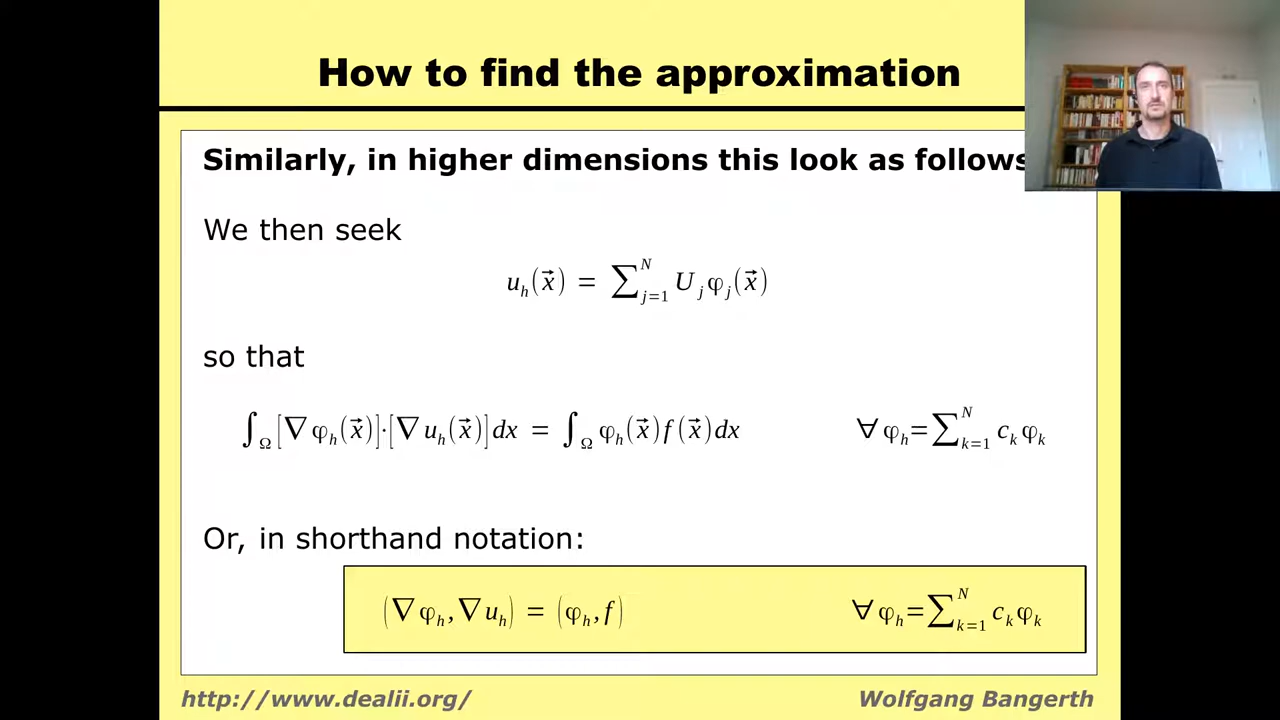 How to find the approximation
Similarly, in higher dimensions this look as follows
We then seek
u_h(x⃗) = ∑_{j=1}^{N} U_j φ_j(x⃗)
so that
∫_Ω [∇φ_h(x⃗)]·[∇u_h(x⃗)]dx = ∫_Ω φ_h(x⃗)f(x⃗)dx ∀φ_h=∑_{k=1}^{N} c_k φ_k
Or, in shorthand notation:
(∇φ_h,∇u_h) = (φ_h,f) ∀φ_h=∑_{k=1}^{N} c_k φ_k
http://www.dealii.org/ Wolfgang Bangerth